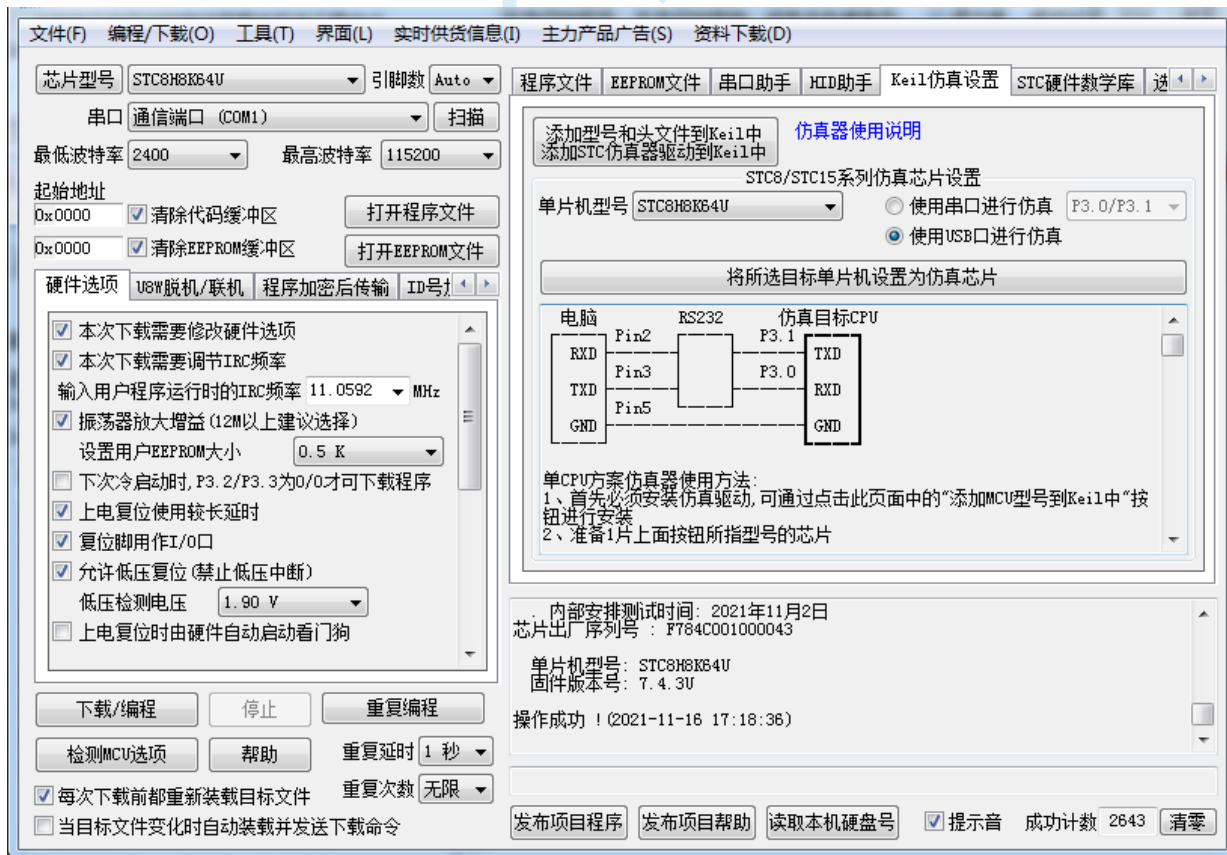 文件(F) 编程/下载(O) 工具(T) 界面(L) 实时供货信息(I) 主力产品广告(S) 资料下载(D)
芯片型号 STC8H8K64U 引脚数 Auto
串口 通信端口 (COM1) 扫描
最低波特率 2400 最高波特率 115200
起始地址
0x0000 清除代码缓冲区 打开程序文件
0x0000 清除EEPROM缓冲区 打开EEPROM文件
硬件选项 U8W脱机/联机 程序加密后传输 ID号
本次下载需要修改硬件选项
本次下载需要调节IRC频率
输入用户程序运行时的IRC频率 11.0592 MHz
振荡器放大增益(12M以上建议选择)
设置用户EEPROM大小 0.5 K
下次冷启动时,P3.2/P3.3为0/0才可下载程序
上电复位使用较长延时
复位脚用作I/O口
允许低压复位(禁止低压中断)
低压检测电压 1.90 V
上电复位时由硬件自动启动看门狗
下载/编程 停止 重复编程
检测MCU选项 帮助 重复延时 1 秒
每次下载前都重新装载目标文件 重复次数 无限
当目标文件变化时自动装载并发送下载命令
程序文件 EEPROM文件 串口助手 HID助手 Keil仿真设置 STC硬件数学库 选
添加型号和头文件到Keil中
添加STC仿真器驱动到Keil中
仿真器使用说明
STC8/STC15系列仿真芯片设置
单片机型号 STC8H8K64U 使用串口进行仿真 P3.0/P3.1
使用USB口进行仿真
将所选目标单片机设置为仿真芯片
电脑 RS232 仿真目标CPU
Pin2 P3.1
RXD TXD
Pin3 P3.0
TXD RXD
Pin5
GND GND
单CPU方案仿真器使用方法:
1、首先必须安装仿真驱动,可通过点击此页面中的“添加MCU型号到Keil中”按
钮进行安装
2、准备1片上面按钮所指型号的芯片
. 内部安排测试时间: 2021年11月2日
芯片出厂序列号 : F784C001000043
单片机型号: STC8H8K64U
固件版本号: 7.4.3U
操作成功 !(2021-11-16 17:18:36)
发布项目程序 发布项目帮助 读取本机硬盘号 提示音 成功计数 2643 清零